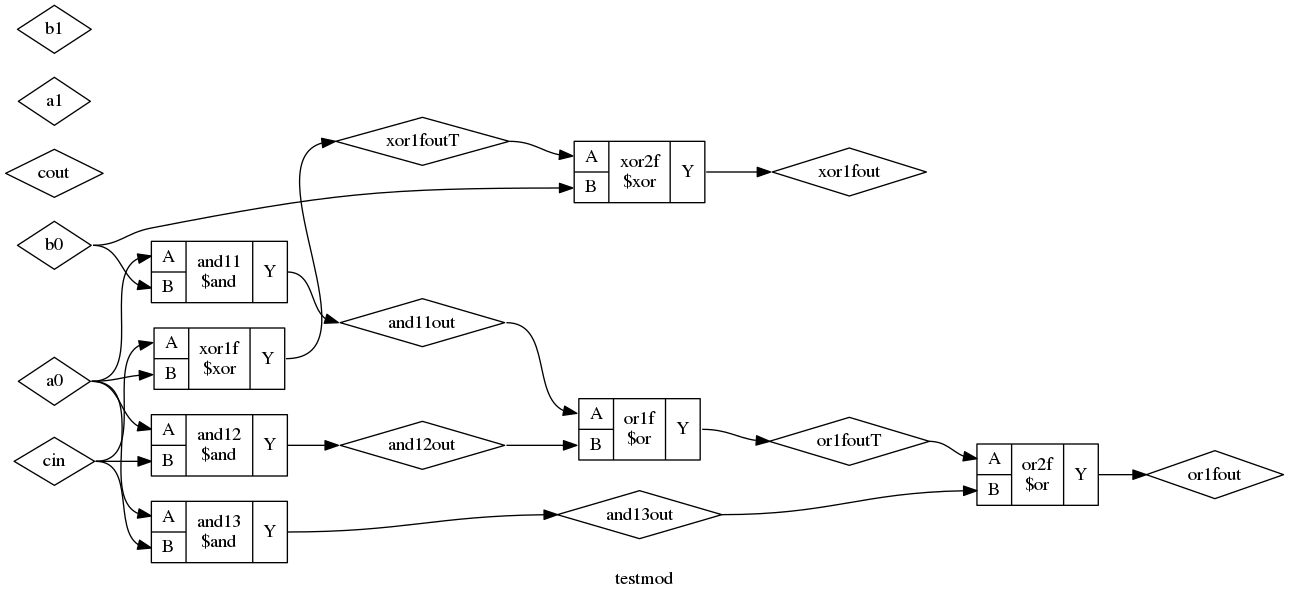 b1
a1
cout
b0
a0
cin
A
B
and11
$and
Y
A
B
xor1f
$xor
Y
A
B
and12
$and
Y
A
B
and13
$and
Y
xor1foutT
and11out
and12out
and13out
A
B
xor2f
$xor
Y
A
B
or1f
$or
Y
xor1fout
or1foutT
A
B
or2f
$or
Y
or1fout
testmod